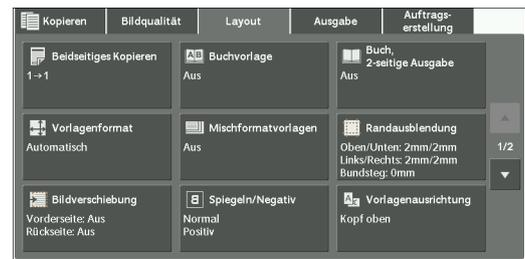 Kopieren
Bildqualität
Layout
Ausgabe
Auftrags-
erstellung
Beidseitiges Kopieren
1→1
Buchvorlage
Aus
Buch,
2-seitige Ausgabe
Aus
Vorlagenformat
Automatisch
Mischformatvorlagen
Aus
Randausblendung
Oben/Unten: 2mm/2mm
Links/Rechts: 2mm/2mm
Bundsteg: 0mm
1/2
Bildverschiebung
Vorderseite: Aus
Rückseite: Aus
Spiegeln/Negativ
Normal
Positiv
Vorlagenausrichtung
Kopf oben